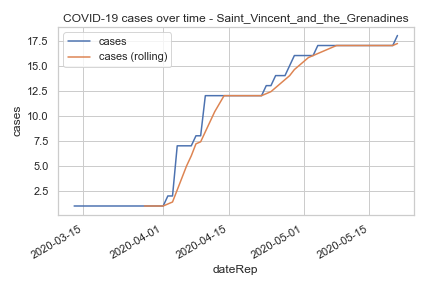 COVID-19 cases over time - Saint_Vincent_and_the_Grenadines
cases
cases (rolling)
17.5
15.0
12.5
10.0
7.5
5.0
2.5
cases
2020-03-15
2020-04-01
2020-04-15
2020-05-01
2020-05-15
dateRep